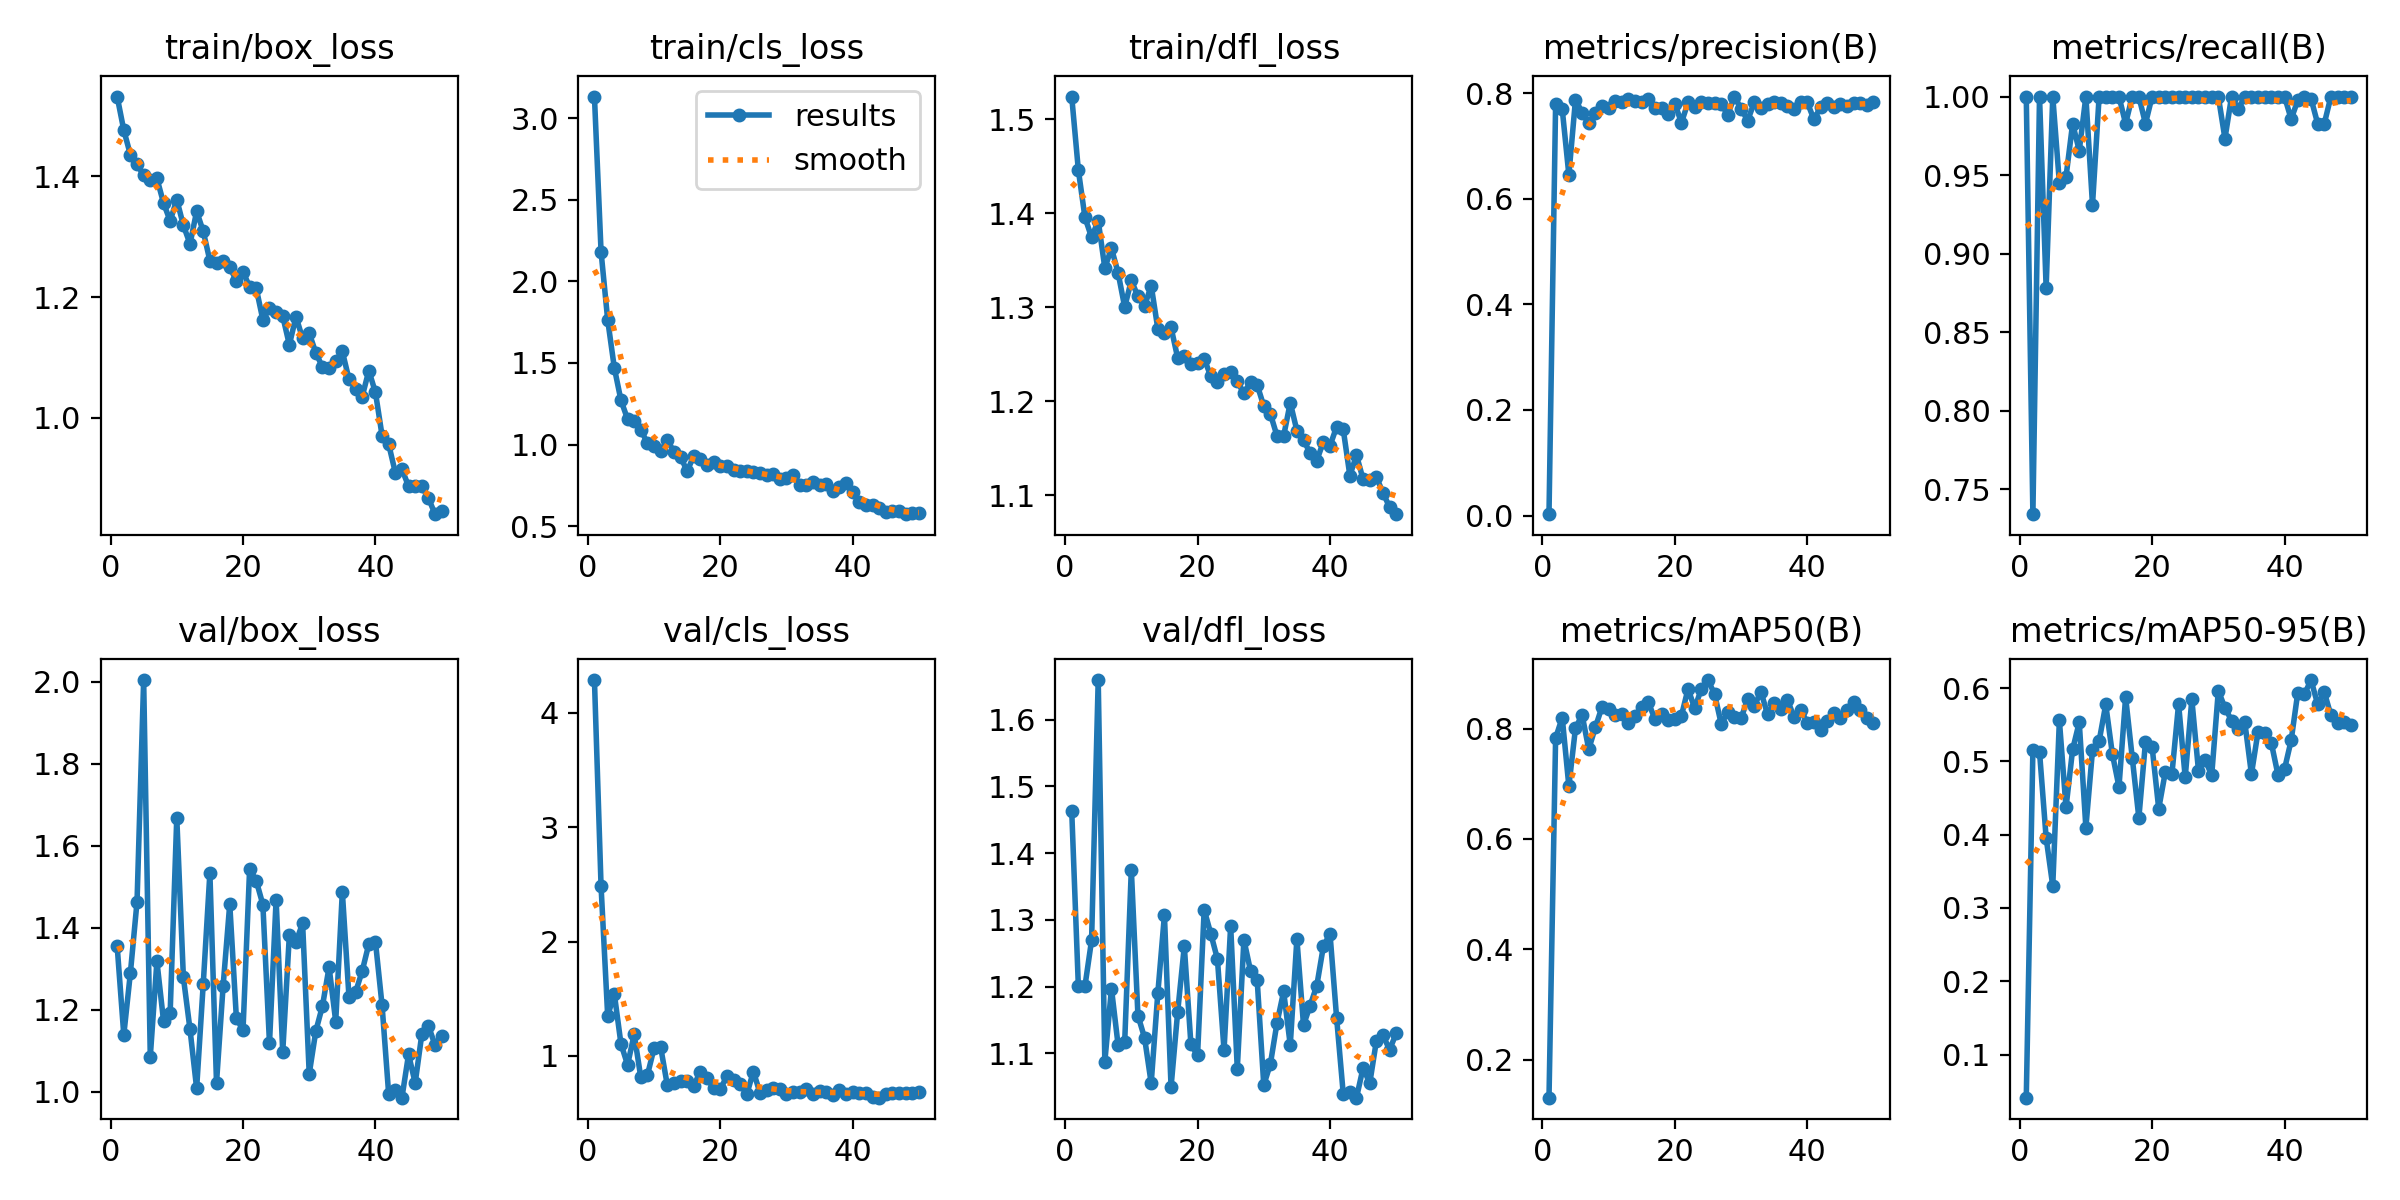 train/box_loss
train/cls_loss
train/dfl_loss
metrics/precision(B)
metrics/recall(B)
1.4
1.2
1.0
0 20 40
results
smooth
3.0
2.5
2.0
1.5
1.0
0.5
0 20 40
1.5
1.4
1.3
1.2
1.1
0 20 40
0.8
0.6
0.4
0.2
0.0
0 20 40
1.00
0.95
0.90
0.85
0.80
0.75
0 20 40
val/box_loss
val/cls_loss
val/dfl_loss
metrics/mAP50(B)
metrics/mAP50-95(B)
2.0
1.8
1.6
1.4
1.2
1.0
0 20 40
4
3
2
1
0 20 40
1.6
1.5
1.4
1.3
1.2
1.1
0 20 40
0.8
0.6
0.4
0.2
0 20 40
0.6
0.5
0.4
0.3
0.2
0.1
0 20 40